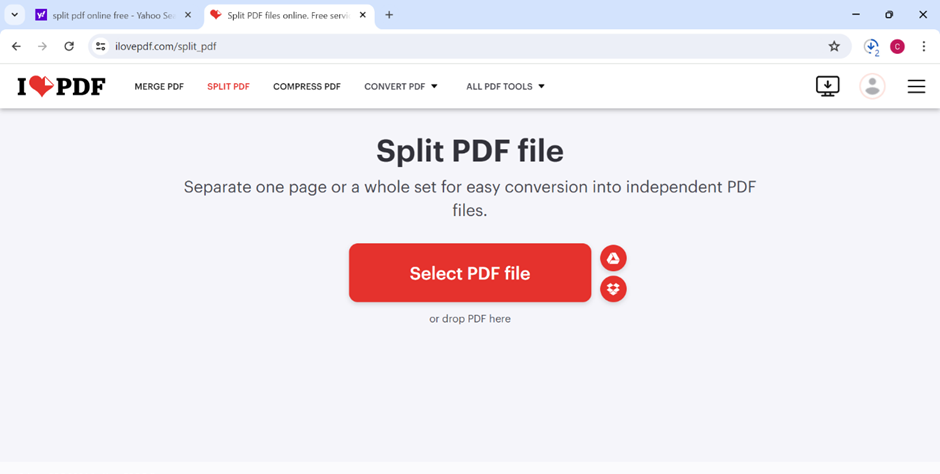 split pdf online free - Yahoo Se
Split PDF files online. Free servi
ilovepdf.com/split_pdf
2
C
I PDF
MERGE PDF
SPLIT PDF
COMPRESS PDF
CONVERT PDF
ALL PDF TOOLS
Split PDF file
Separate one page or a whole set for easy conversion into independent PDF
files.
Select PDF file
or drop PDF here